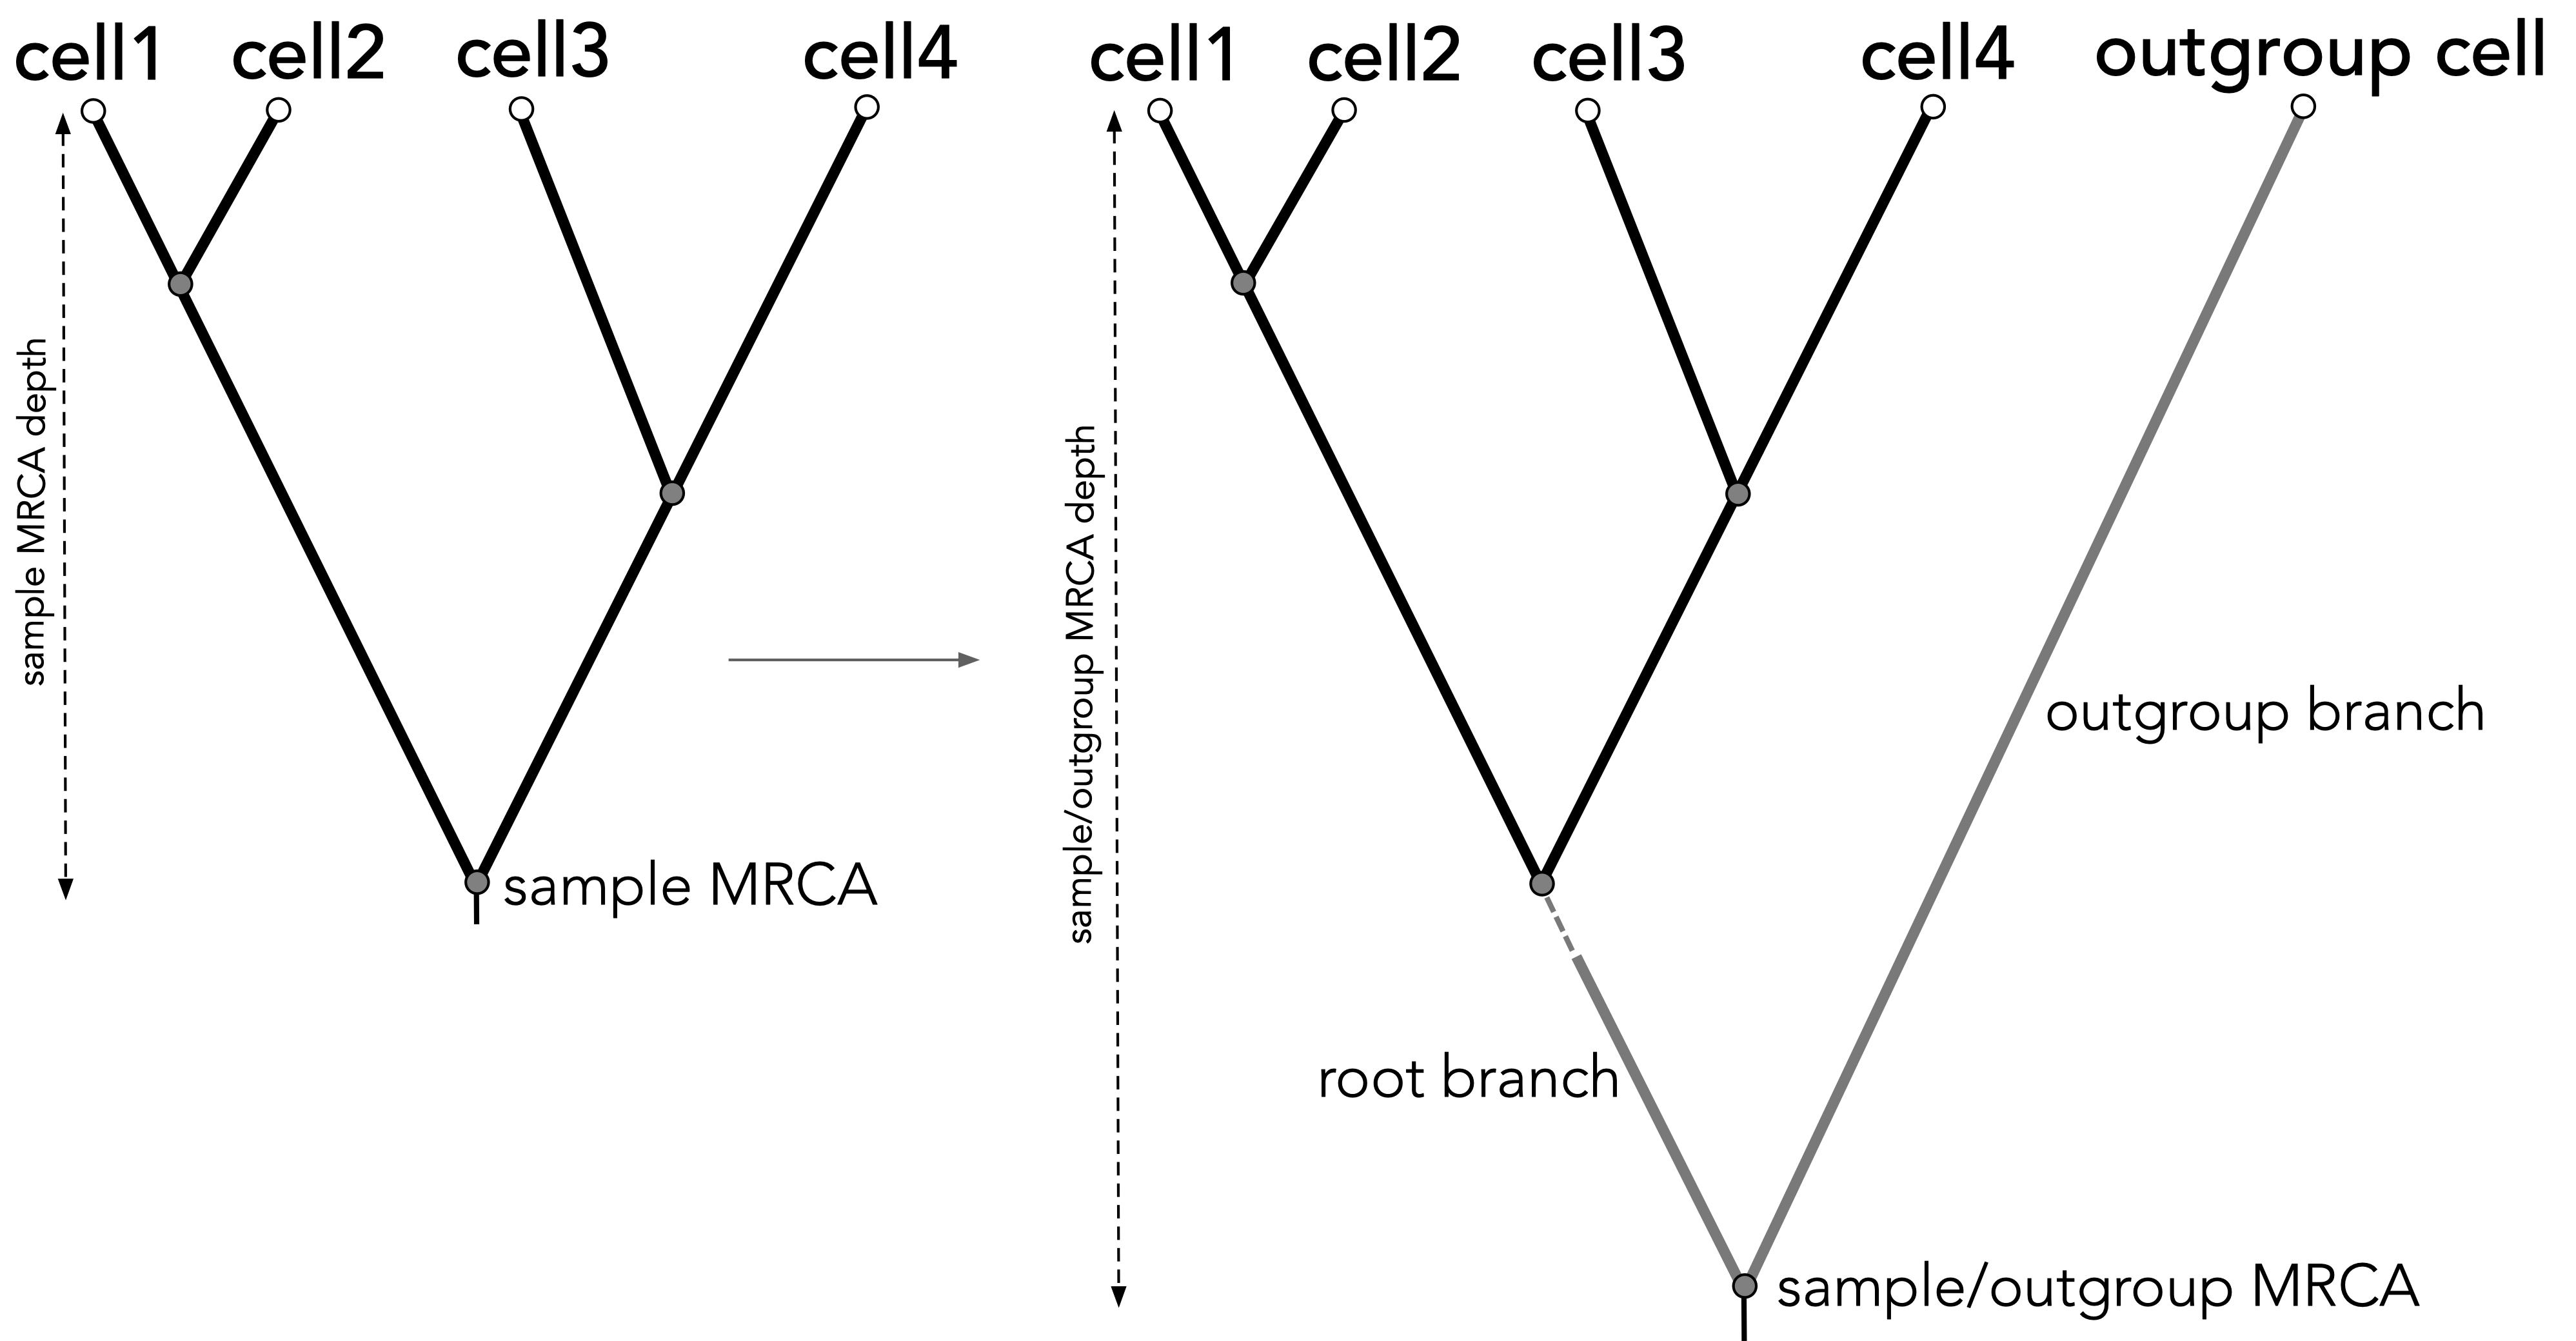 cell1 cell2 cell3 cell4
sample MRCA depth
sample MRCA
cell1 cell2 cell3 cell4 outgroup cell
sample/outgroup MRCA depth
outgroup branch
root branch
sample/outgroup MRCA